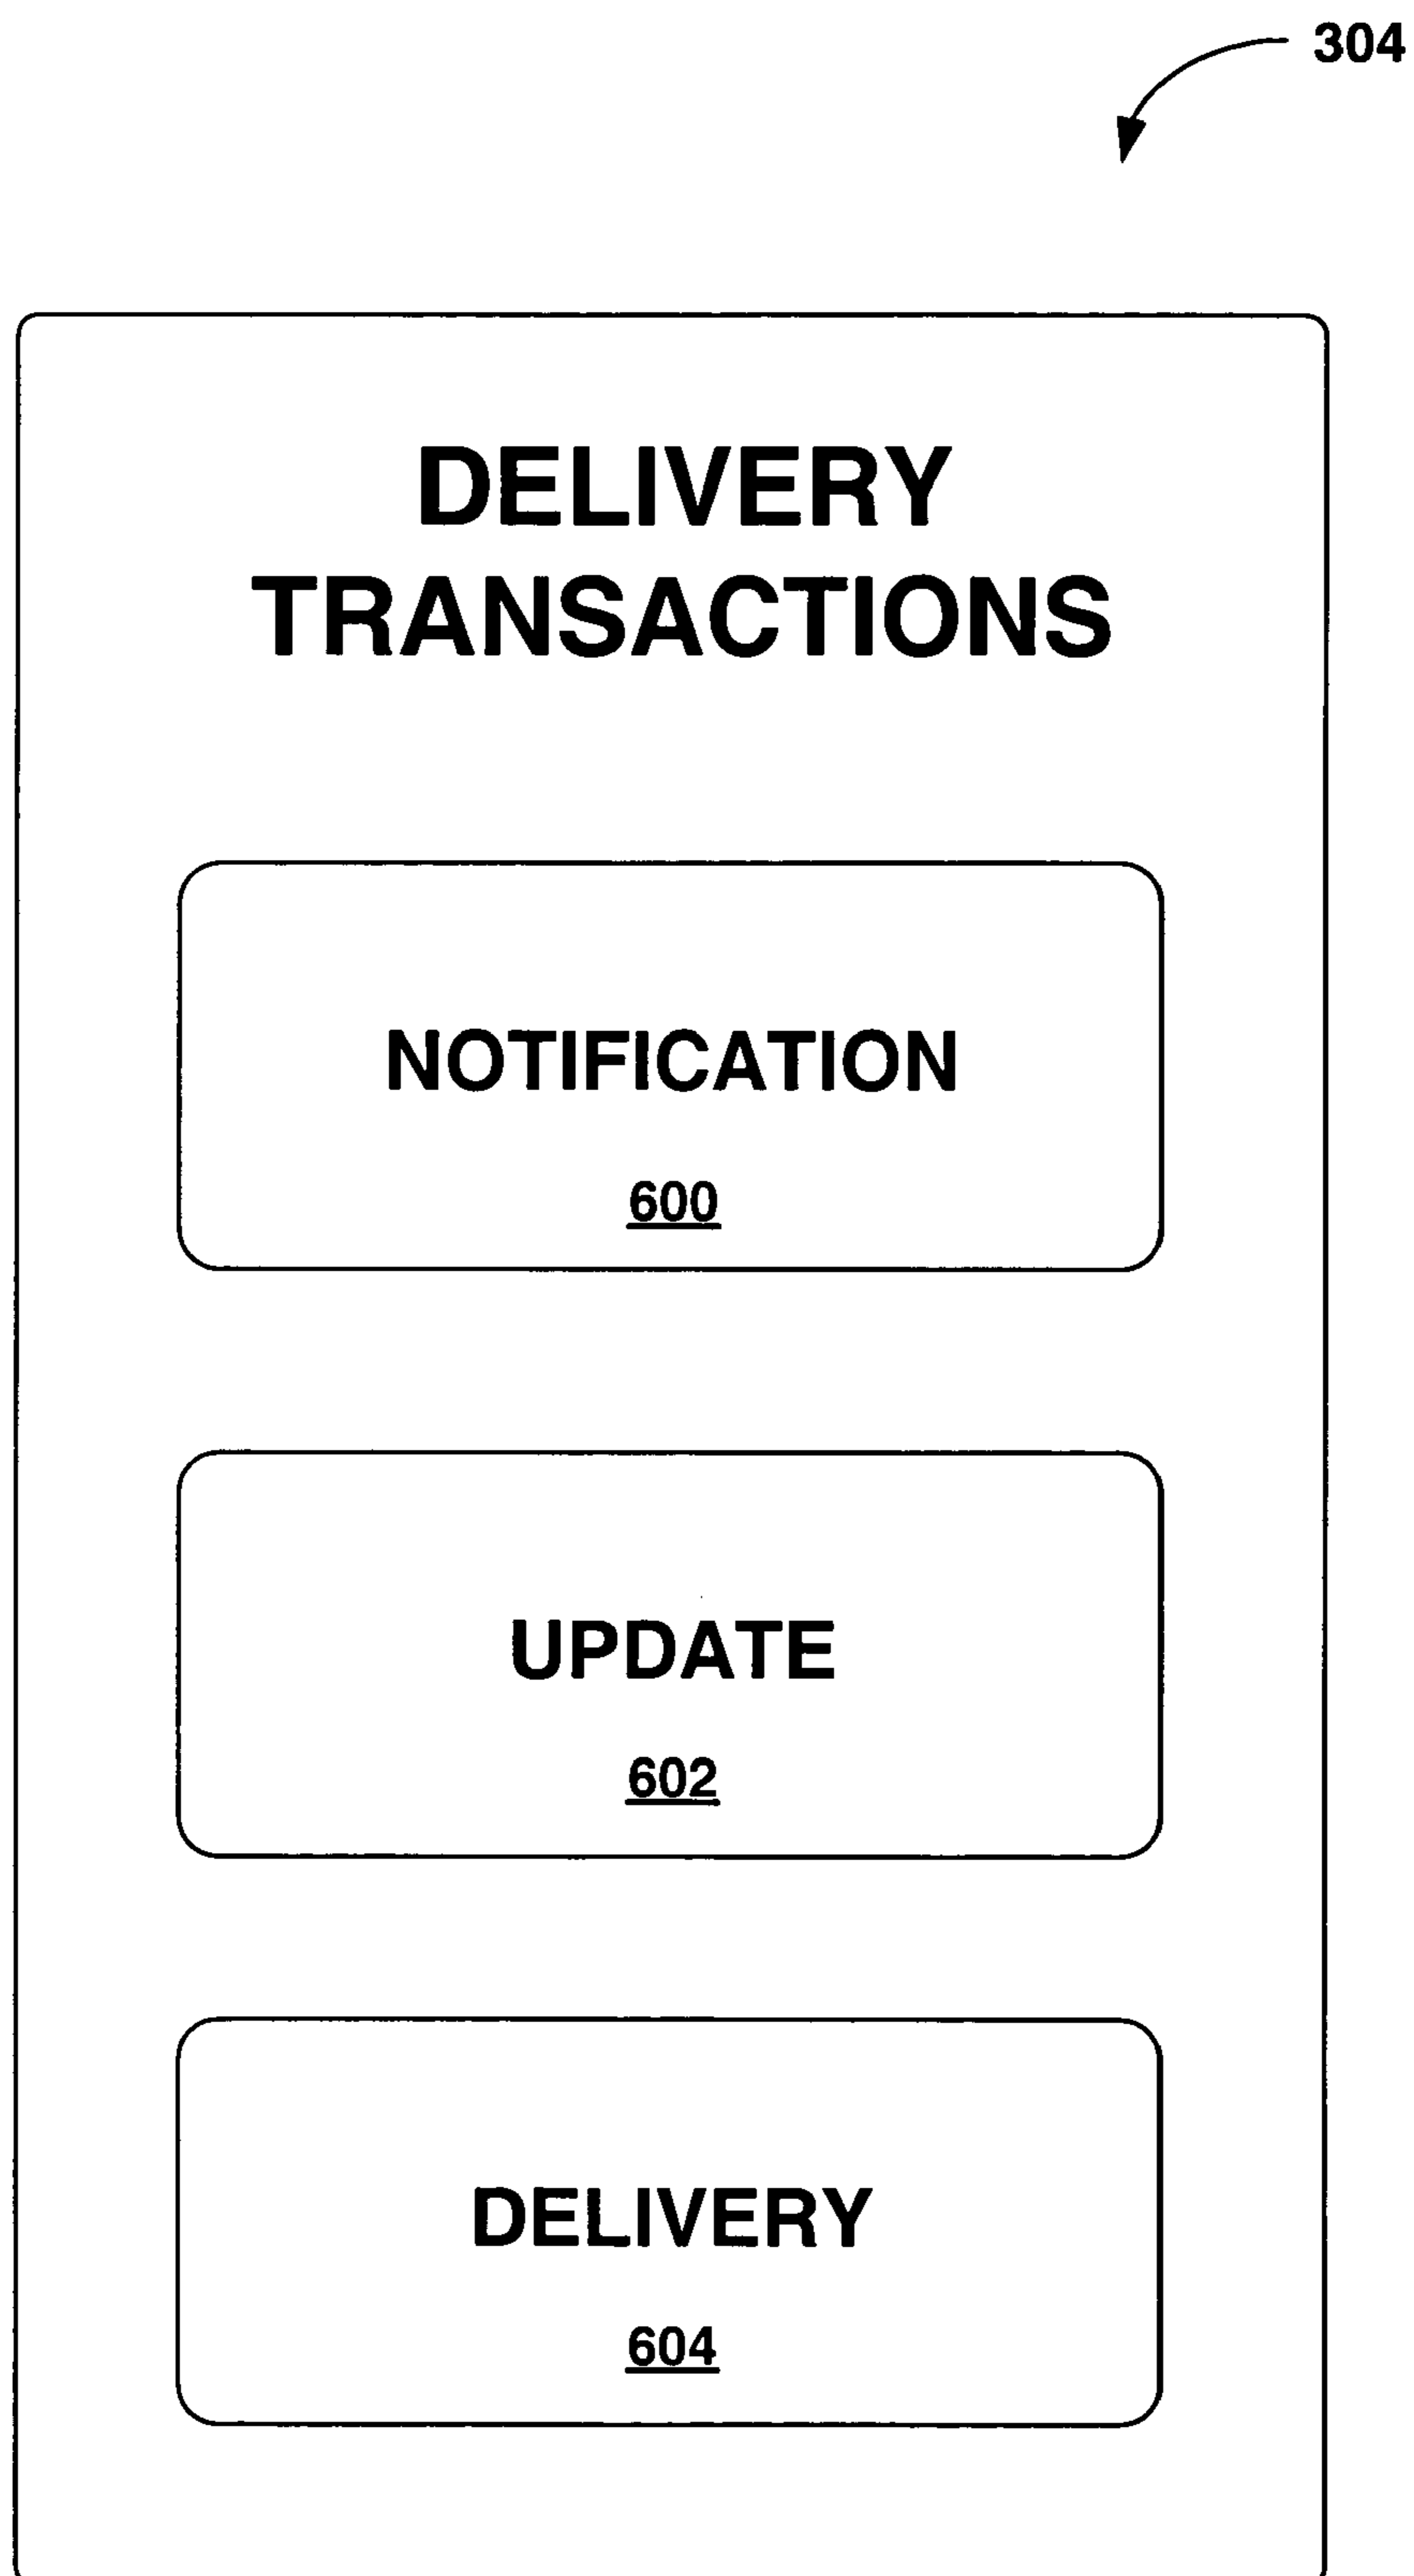 304
DELIVERY
TRANSACTIONS
NOTIFICATION
600
UPDATE
602
DELIVERY
604